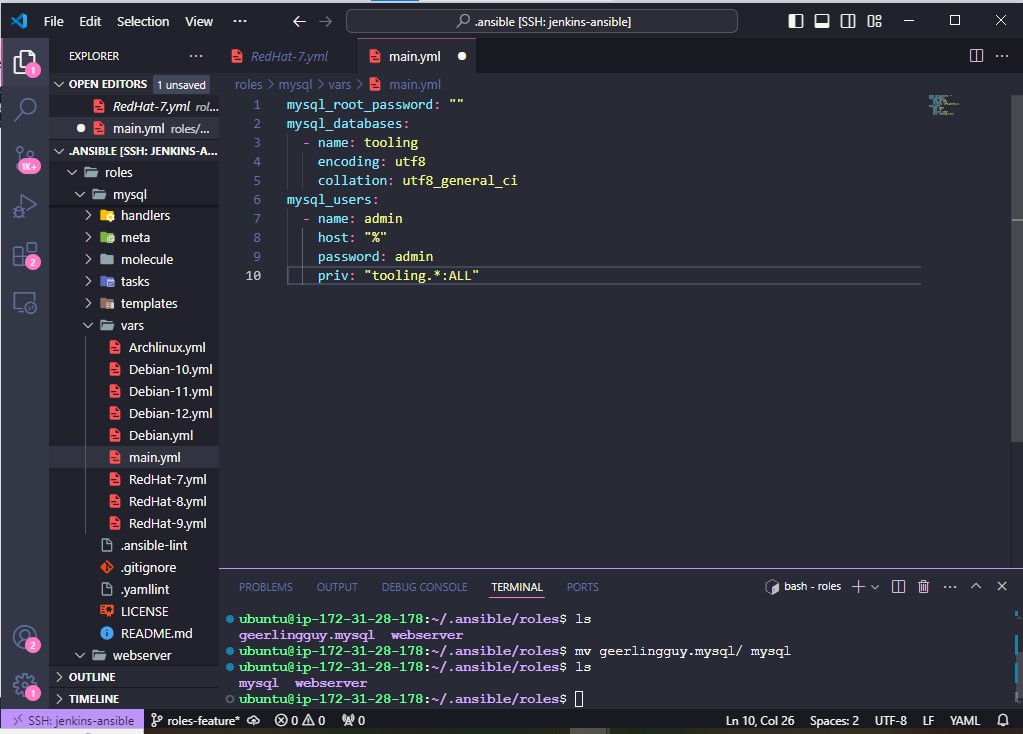 File Edit Selection View ··· .ansible [SSH: jenkins-ansible]
EXPLORER ···
RedHat-7.yml main.yml
OPEN EDITORS 1 unsaved
RedHat-7.yml rol...
main.yml roles/...
.ANSIBLE [SSH: JENKINS-A...
roles
mysql
handlers
meta
molecule
tasks
templates
vars
Archlinux.yml
Debian-10.yml
Debian-11.yml
Debian-12.yml
Debian.yml
main.yml
RedHat-7.yml
RedHat-8.yml
RedHat-9.yml
.ansible-lint
.gitignore
.yamllint
LICENSE
README.md
webserver
OUTLINE
TIMELINE
1
1K+
2
2
1
roles > mysql > vars > main.yml
1 mysql_root_password: ""
2 mysql_databases:
3 - name: tooling
4 encoding: utf8
5 collation: utf8_general_ci
6 mysql_users:
7 - name: admin
8 host: "%"
9 password: admin
10 priv: "tooling.*:ALL"
PROBLEMS OUTPUT DEBUG CONSOLE TERMINAL PORTS bash - roles
ubuntu@ip-172-31-28-178:~/.ansible/roles$ ls
geerlingguy.mysql webserver
ubuntu@ip-172-31-28-178:~/.ansible/roles$ mv geerlingguy.mysql/ mysql
ubuntu@ip-172-31-28-178:~/.ansible/roles$ ls
mysql webserver
ubuntu@ip-172-31-28-178:~/.ansible/roles$
SSH: jenkins-ansible roles-feature* 0 0 0 Ln 10, Col 26 Spaces: 2 UTF-8 LF YAML